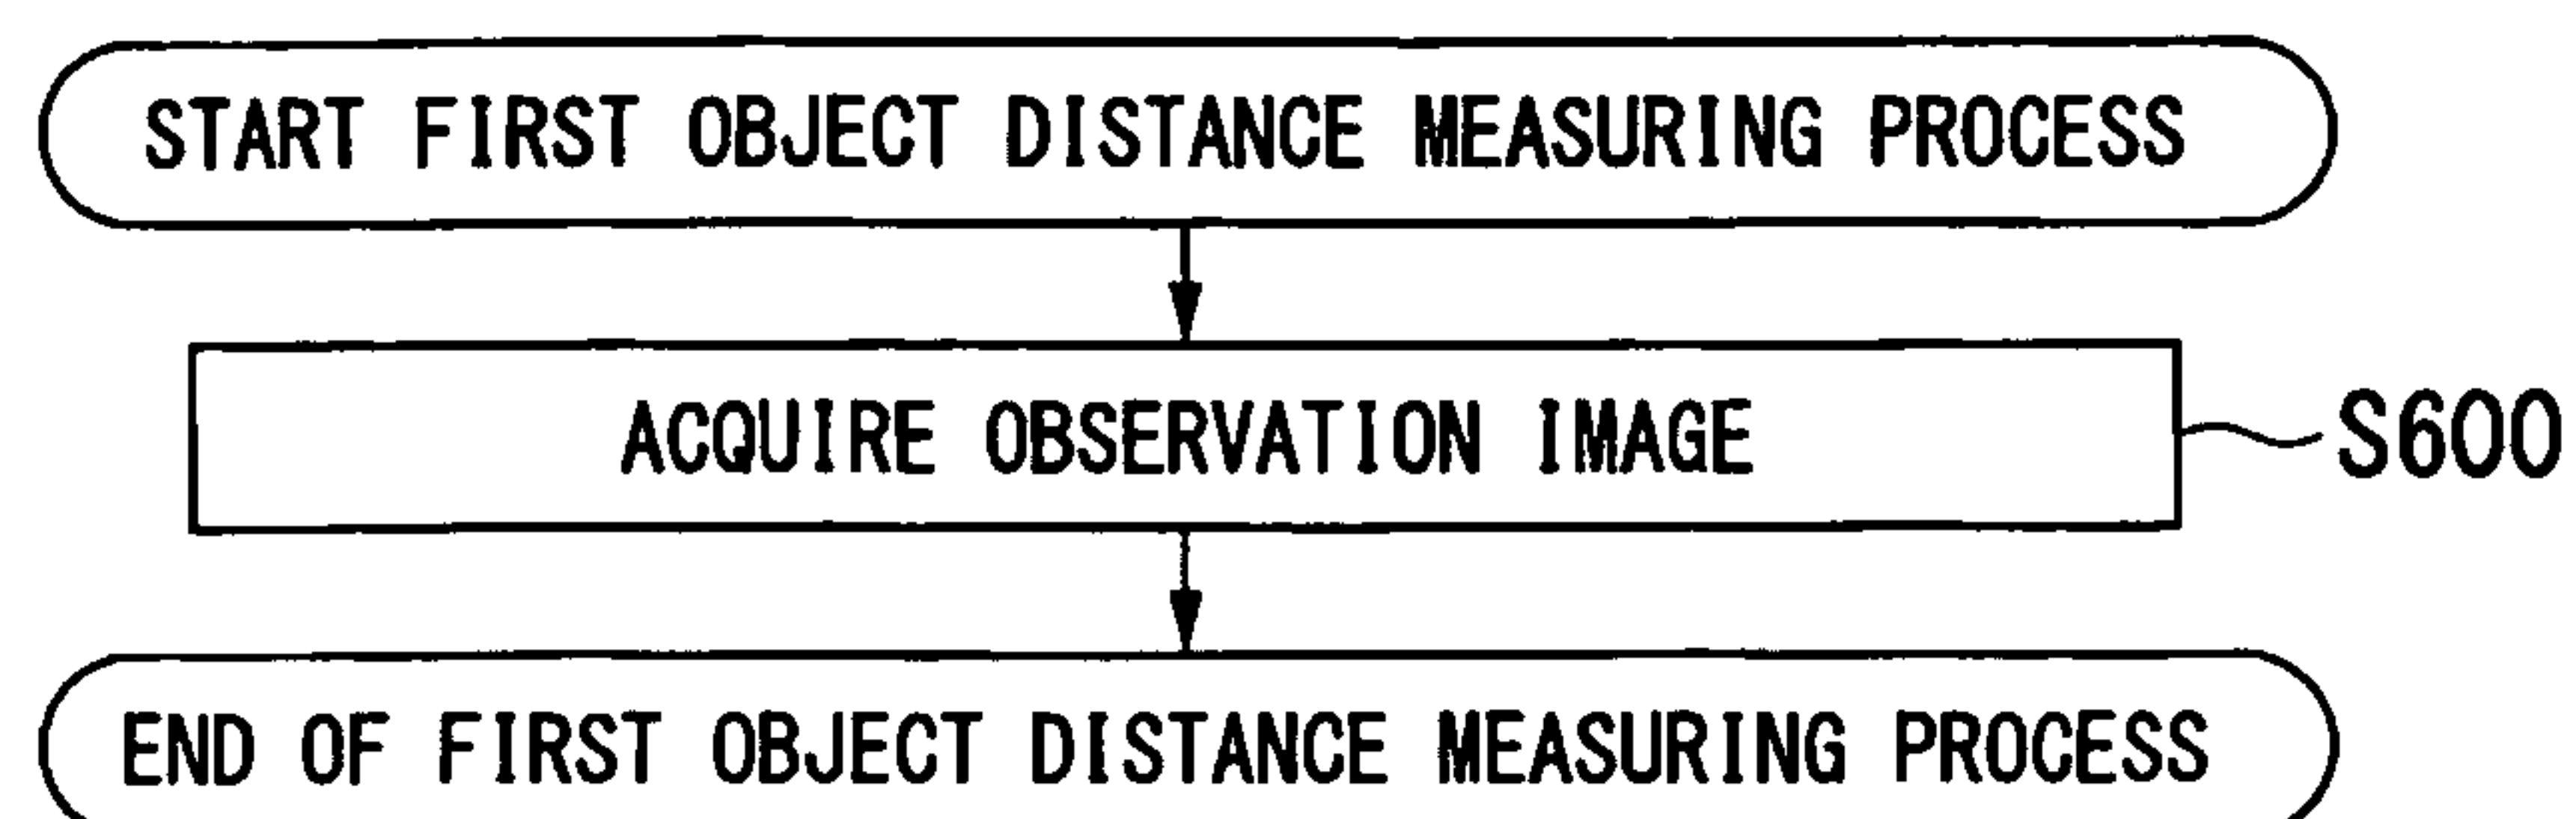 START FIRST OBJECT DISTANCE MEASURING PROCESS
ACQUIRE OBSERVATION IMAGE
S600
END OF FIRST OBJECT DISTANCE MEASURING PROCESS